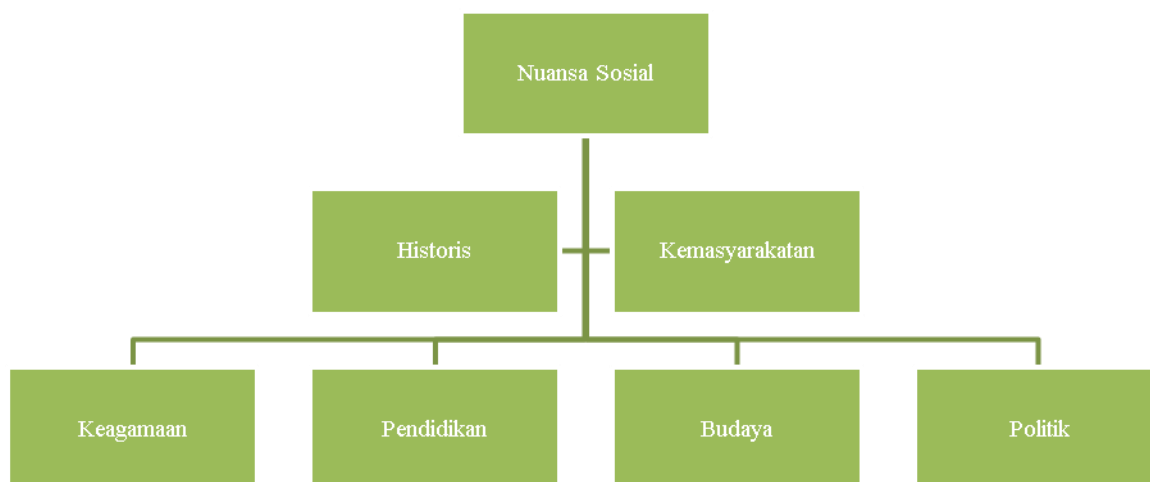 Nuansa Sosial
Historis
Kemasyarakatan
Keagamaan
Pendidikan
Budaya
Politik